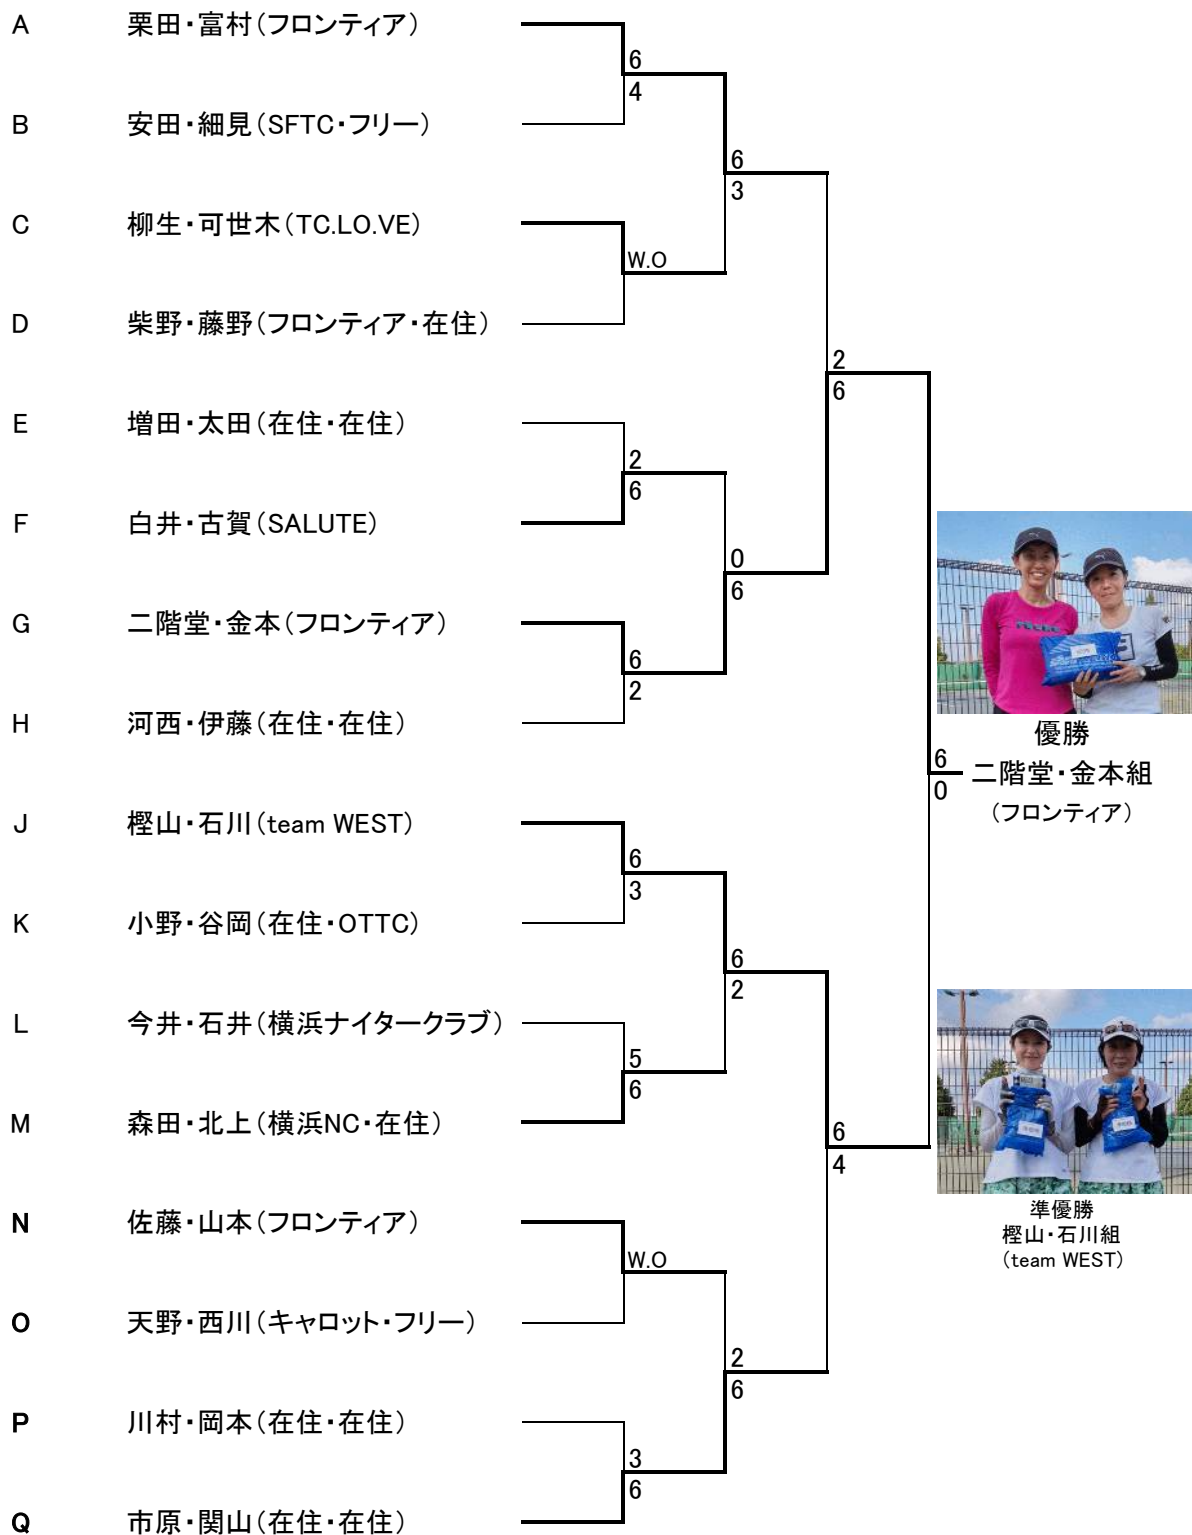 A 栗田・富村(フロンティア)
6
4
B 安田・細見(SFTC・フリー)
6
3
C 柳生・可世木(TC.LO.VE)
W.O
D 柴野・藤野(フロンティア・在住)
2
6
E 増田・太田(在住・在住)
2
6
F 白井・古賀(SALUTE)
0
6
G 二階堂・金本(フロンティア)
6
2
H 河西・伊藤(在住・在住)
優勝
6
0
二階堂・金本組
(フロンティア)
J 樫山・石川(team WEST)
6
3
K 小野・谷岡(在住・OTTC)
6
2
L 今井・石井(横浜ナイタークラブ)
5
6
M 森田・北上(横浜NC・在住)
6
4
準優勝
樫山・石川組
(team WEST)
N 佐藤・山本(フロンティア)
W.O
O 天野・西川(キャロット・フリー)
2
6
P 川村・岡本(在住・在住)
3
6
Q 市原・関山(在住・在住)